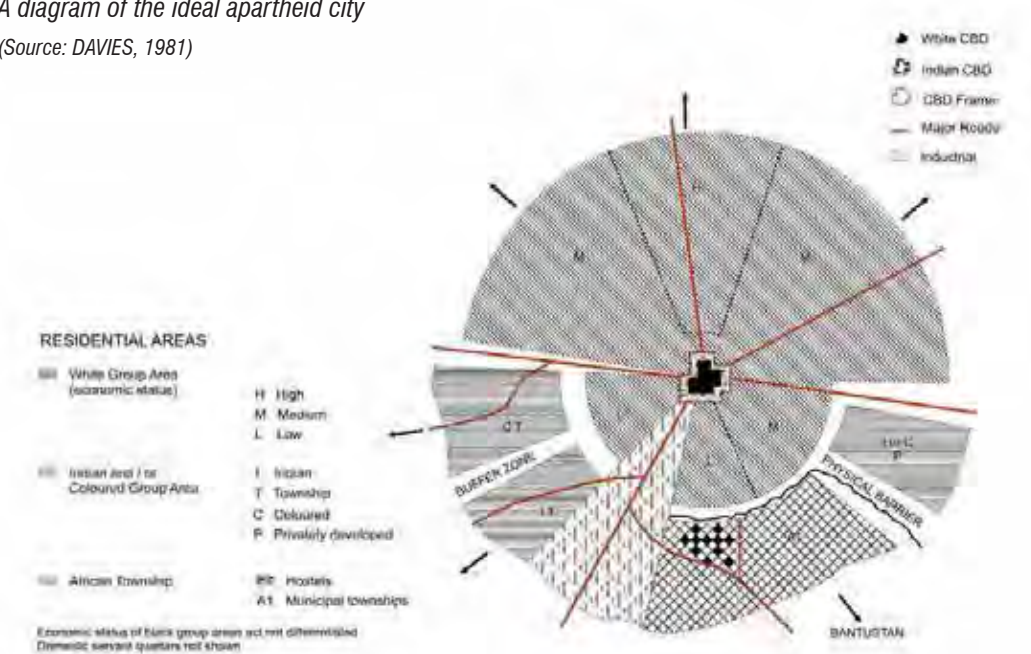 A diagram of the ideal apartheid city
(Source: DAVIES, 1981)
White CBD
Indian CBD
CBD Frame
Major Roads
Industrial
H
M
M
RESIDENTIAL AREAS
White Group Area
(economic status)
H High
M Medium
L Low
Indian and / or
Coloured Group Area
I Indian
T Township
C Coloured
P Privately developed
African Township
Hostels
Municipal townships
Economic status of black group areas not differentiated
Domestic servant quarters not shown
C T
M
L
P
BUFFER ZONE
I T
PHYSICAL BARRIER
BANTUSTAN